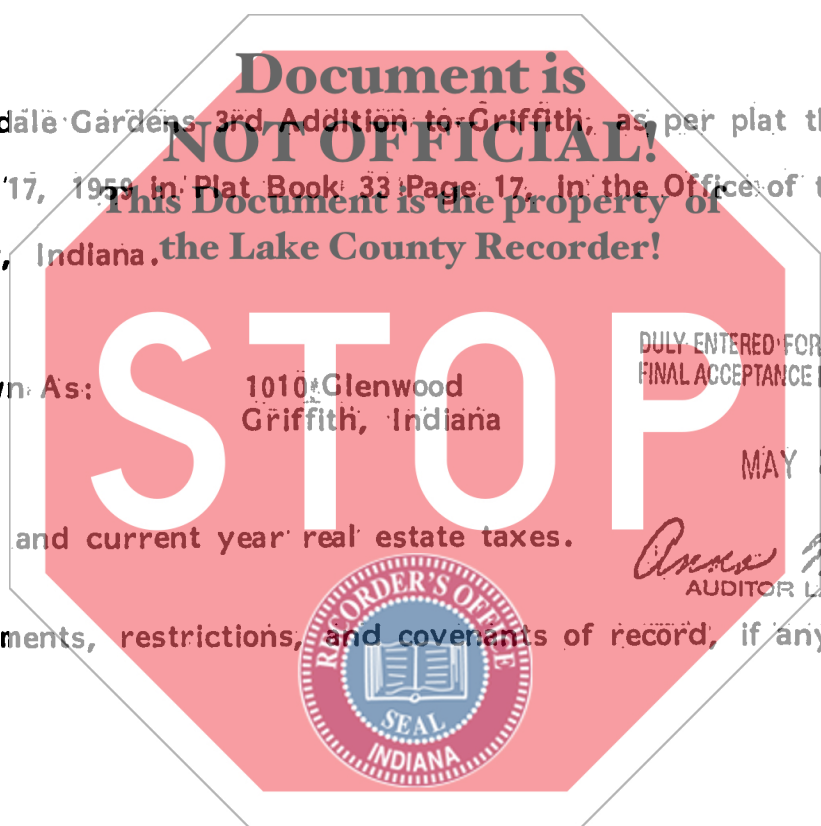 Document is
dale Gardens 3rd Addition to Griffith, as per plat th
NOT OFFICIAL!
17, 1959 in Plat Book 33 Page 17, in the Office of t
This Document is the property of
the Lake County Recorder!
, Indiana.
STOP
DULY ENTERED FOR
FINAL ACCEPTANCE
n As: 1010 Glenwood
Griffith, Indiana
MAY
and current year real estate taxes.
Anna
AUDITOR L
ments, restrictions, and covenants of record, if any
RECORDER'S OFFICE
SEAL
INDIANA